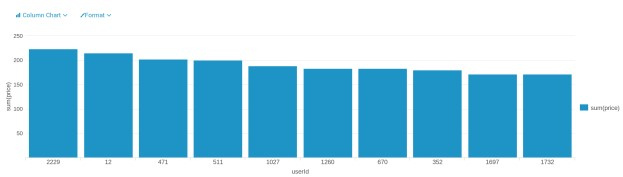 Column Chart Format
250
200
150
100
50
sum(price)
2229 12 471 511 1027 1260 670 352 1697 1732
userId
sum(price)